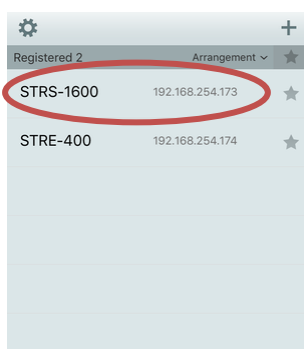 Registered 2 Arrangement
STRS-1600 192.168.254.173
STRE-400 192.168.254.174